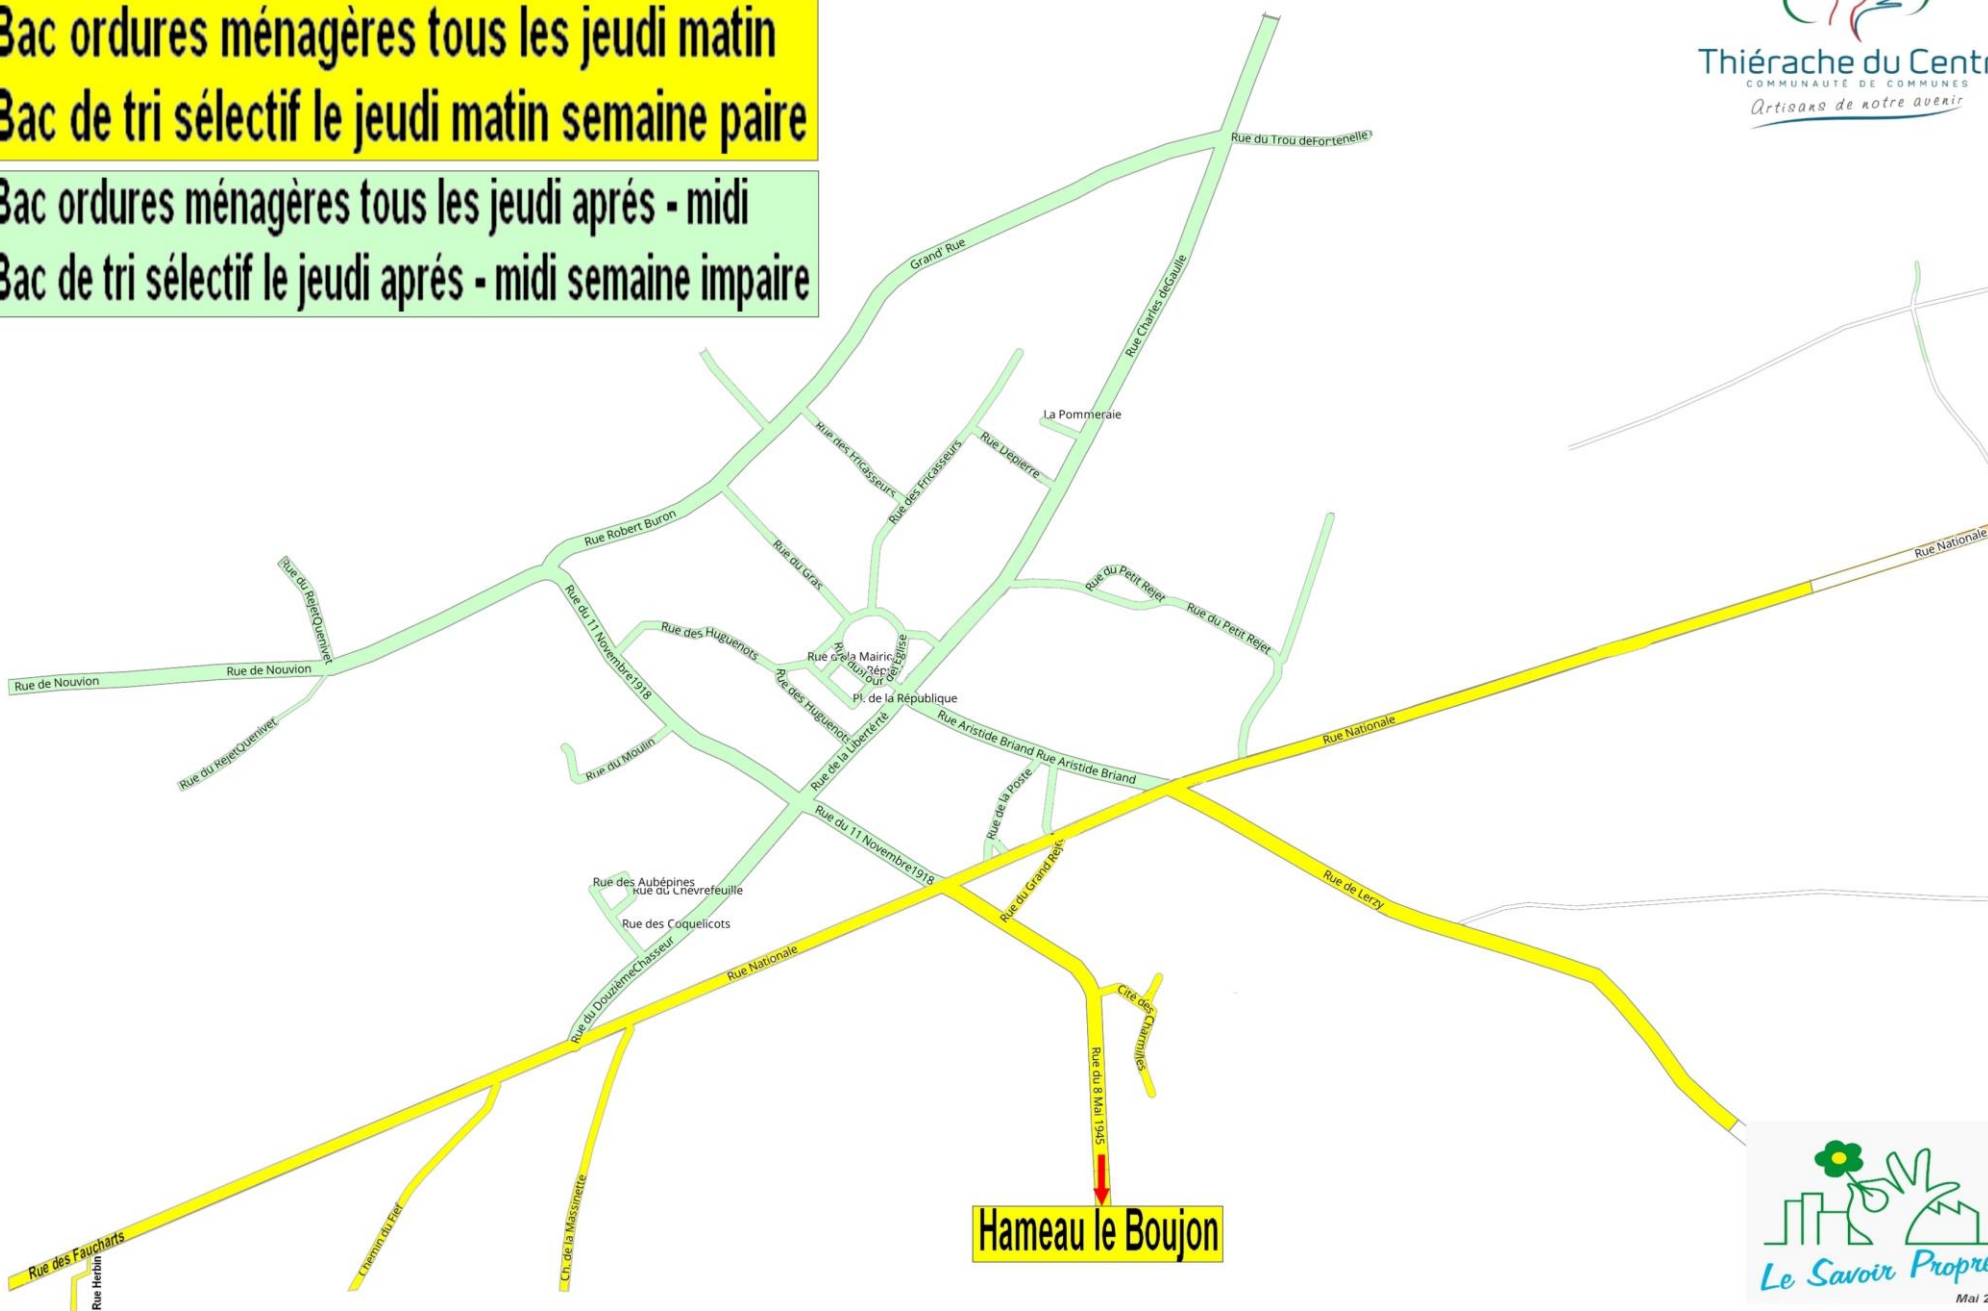 Bac ordures ménagères tous les jeudi matin
Bac de tri sélectif le jeudi matin semaine paire
Bac ordures ménagères tous les jeudi aprés - midi
Bac de tri sélectif le jeudi aprés - midi semaine impaire
Thiérache du Centr
COMMUNAUTÉ DE COMMUNES
Artisans de notre avenir
Rue du Trou deFortenelle
Grand' Rue
Rue Charles deGaulle
La Pommeraie
Rue des Fricasseurs
Rue des Fricasseurs
Rue Depierre
Rue Robert Buron
Rue du Gras
Rue Nationale
Rue du RejetQuenivet
Rue du 11 Novembre1918
Rue du Petit Rejet
Rue du Petit Rejet
Rue des Huguenots
Rue de Nouvion
Rue de Nouvion
Rue des Huguenots
Pl. de la République
Rue Aristide Briand Rue Aristide Briand
Rue Nationale
Rue du RejetQuenivet
Rue du Moulin
Rue de la Libertérté
Rue de la Poste
Rue du 11 Novembre1918
Rue des Aubépines
Rue du Chèvrefeuille
Rue des Coquelicots
Rue du Grand Rejet
Rue de Lerzy
Rue du DouzièmeChasseur
Rue Nationale
Cité des Charmilles
Rue du 8 Mai 1945
Chemin du Fief
Ch. de la Massinette
Hameau le Boujon
Rue des Faucharts
Rue Herbin
Le Savoir Propre
Mai 2